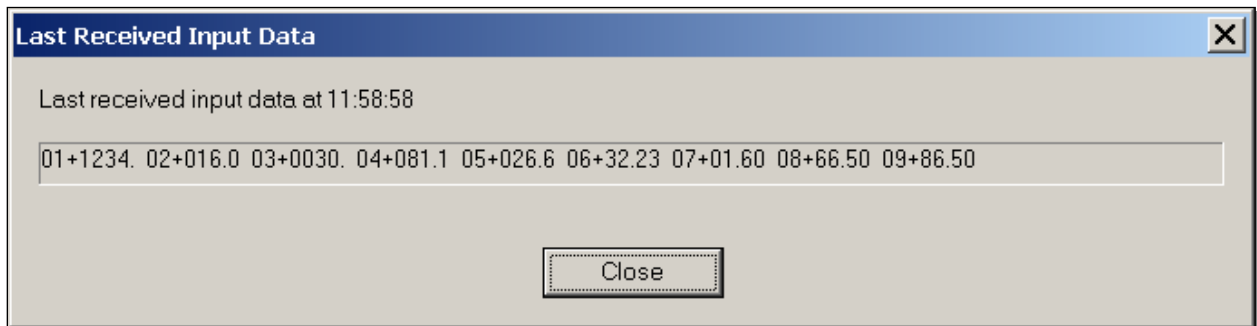 Last Received Input Data
Last received input data at 11:58:58
01+1234. 02+016.0 03+0030. 04+081.1 05+026.6 06+32.23 07+01.60 08+66.50 09+86.50
Close